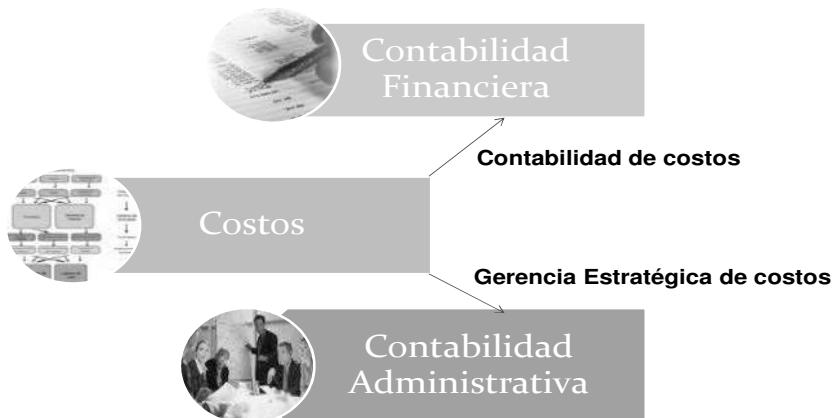 Contabilidad
Financiera
Contabilidad de costos
Costos
Gerencia Estratégica de costos
Contabilidad
Administrativa